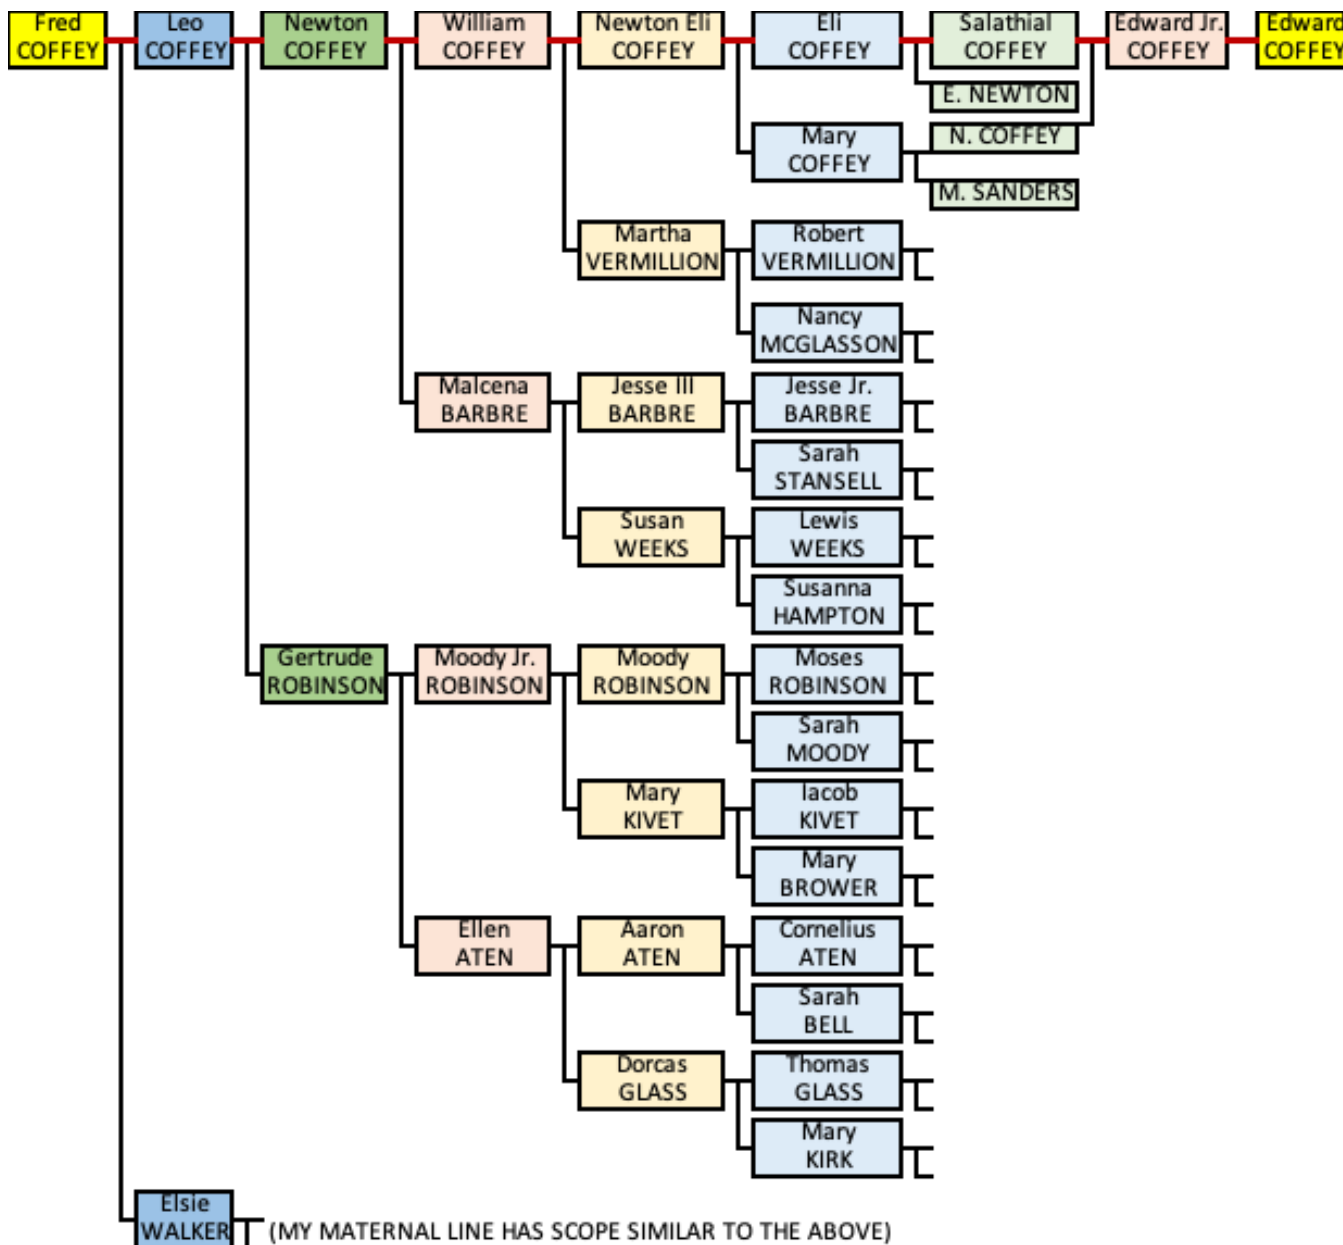 Fred
COFFEY
Leo
COFFEY
Newton
COFFEY
William
COFFEY
Newton Eli
COFFEY
Eli
COFFEY
Salathial
COFFEY
Edward Jr.
COFFEY
Edward
COFFEY
E. NEWTON
Mary
COFFEY
N. COFFEY
M. SANDERS
Martha
VERMILLION
Robert
VERMILLION
Nancy
MCGLASSON
Malcena
BARBRE
Jesse III
BARBRE
Jesse Jr.
BARBRE
Sarah
STANSELL
Susan
WEEKS
Lewis
WEEKS
Susanna
HAMPTON
Gertrude
ROBINSON
Moody Jr.
ROBINSON
Moody
ROBINSON
Moses
ROBINSON
Sarah
MOODY
Mary
KIVET
Iacob
KIVET
Mary
BROWER
Ellen
ATEN
Aaron
ATEN
Cornelius
ATEN
Sarah
BELL
Dorcas
GLASS
Thomas
GLASS
Mary
KIRK
Elsie
WALKER
(MY MATERNAL LINE HAS SCOPE SIMILAR TO THE ABOVE)